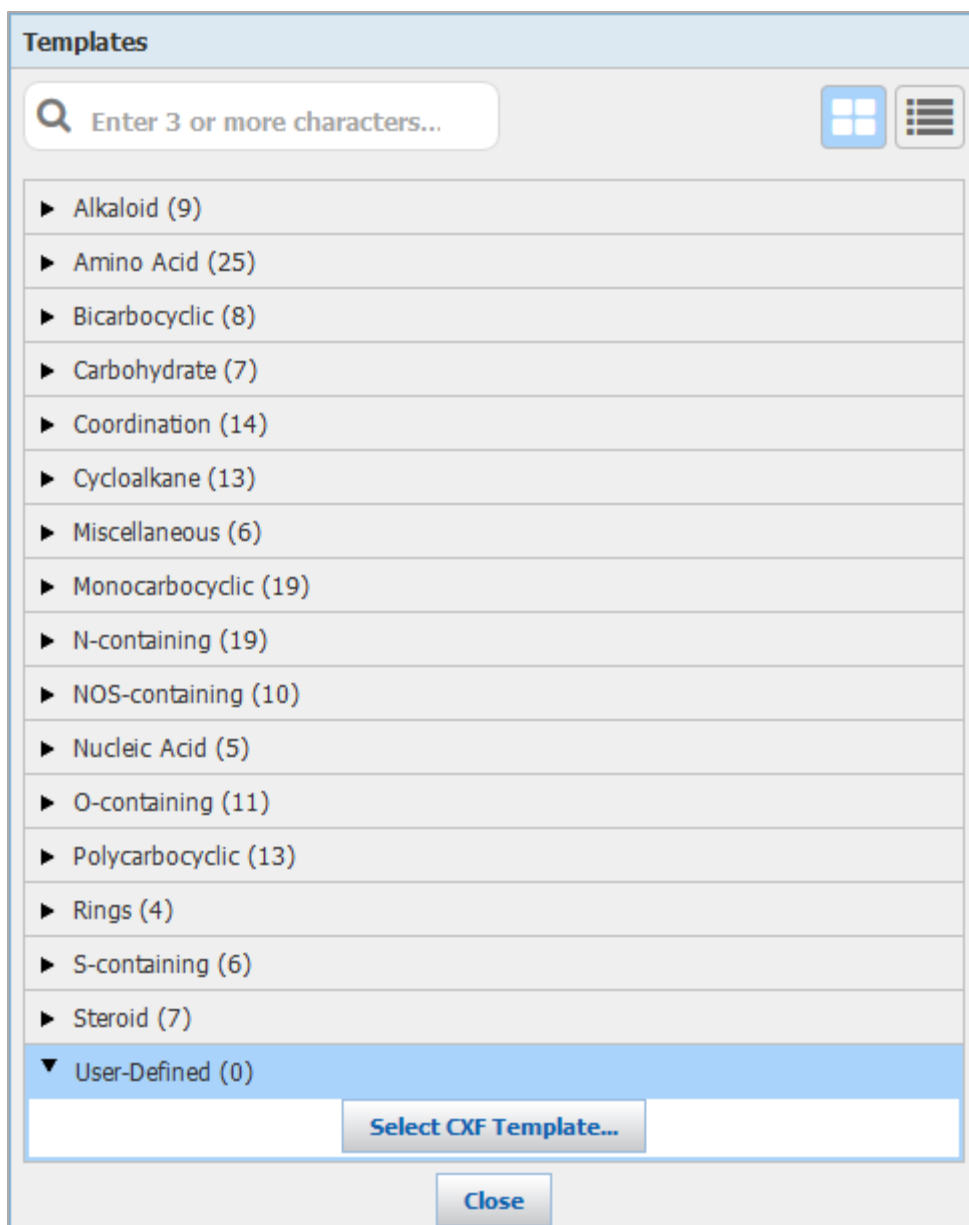 Templates
Enter 3 or more characters...
Alkaloid (9)
Amino Acid (25)
Bicarbocyclic (8)
Carbohydrate (7)
Coordination (14)
Cycloalkane (13)
Miscellaneous (6)
Monocarbocyclic (19)
N-containing (19)
NOS-containing (10)
Nucleic Acid (5)
O-containing (11)
Polycarbocyclic (13)
Rings (4)
S-containing (6)
Steroid (7)
User-Defined (0)
Select CXF Template...
Close